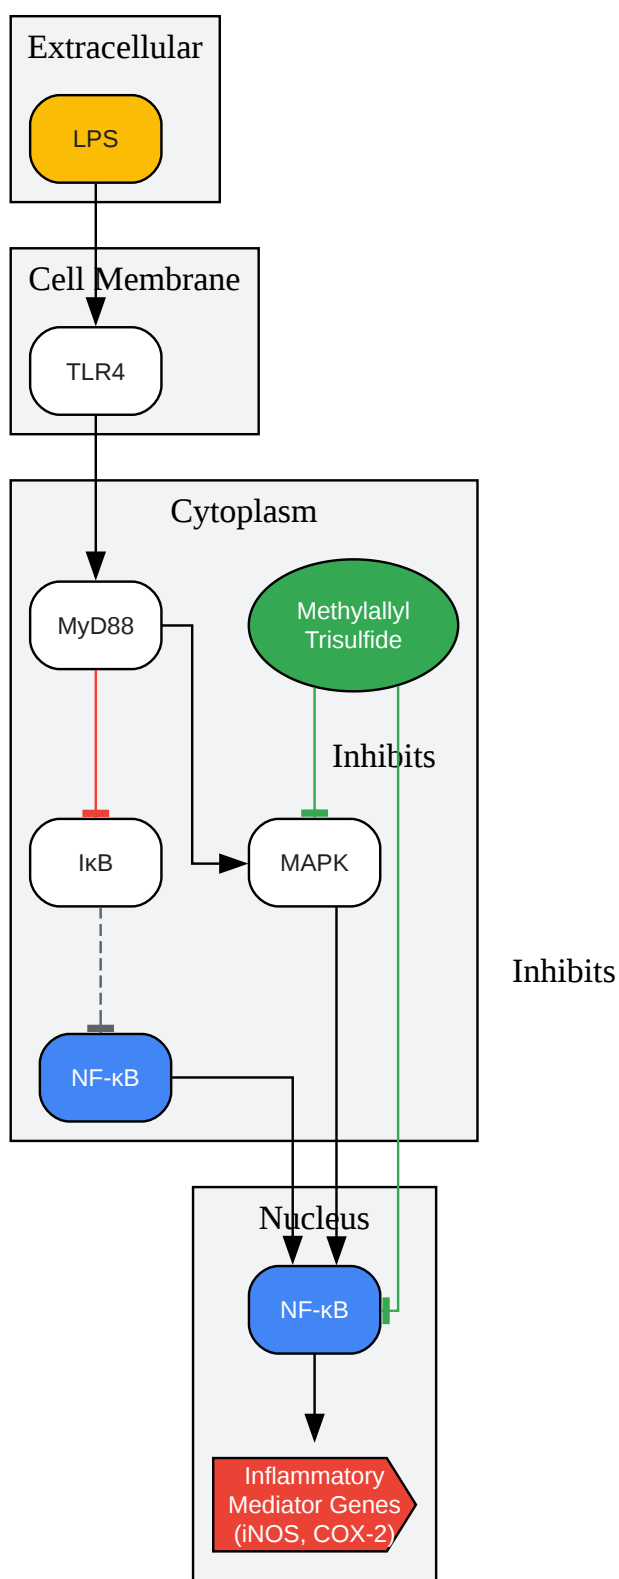 Extracellular
LPS
Cell Membrane
TLR4
Cytoplasm
MyD88
Methylallyl
Trisulfide
Inhibits
IκB
MAPK
Inhibits
NF-κB
Nucleus
NF-κB
Inflammatory
Mediator Genes
(iNOS, COX-2)